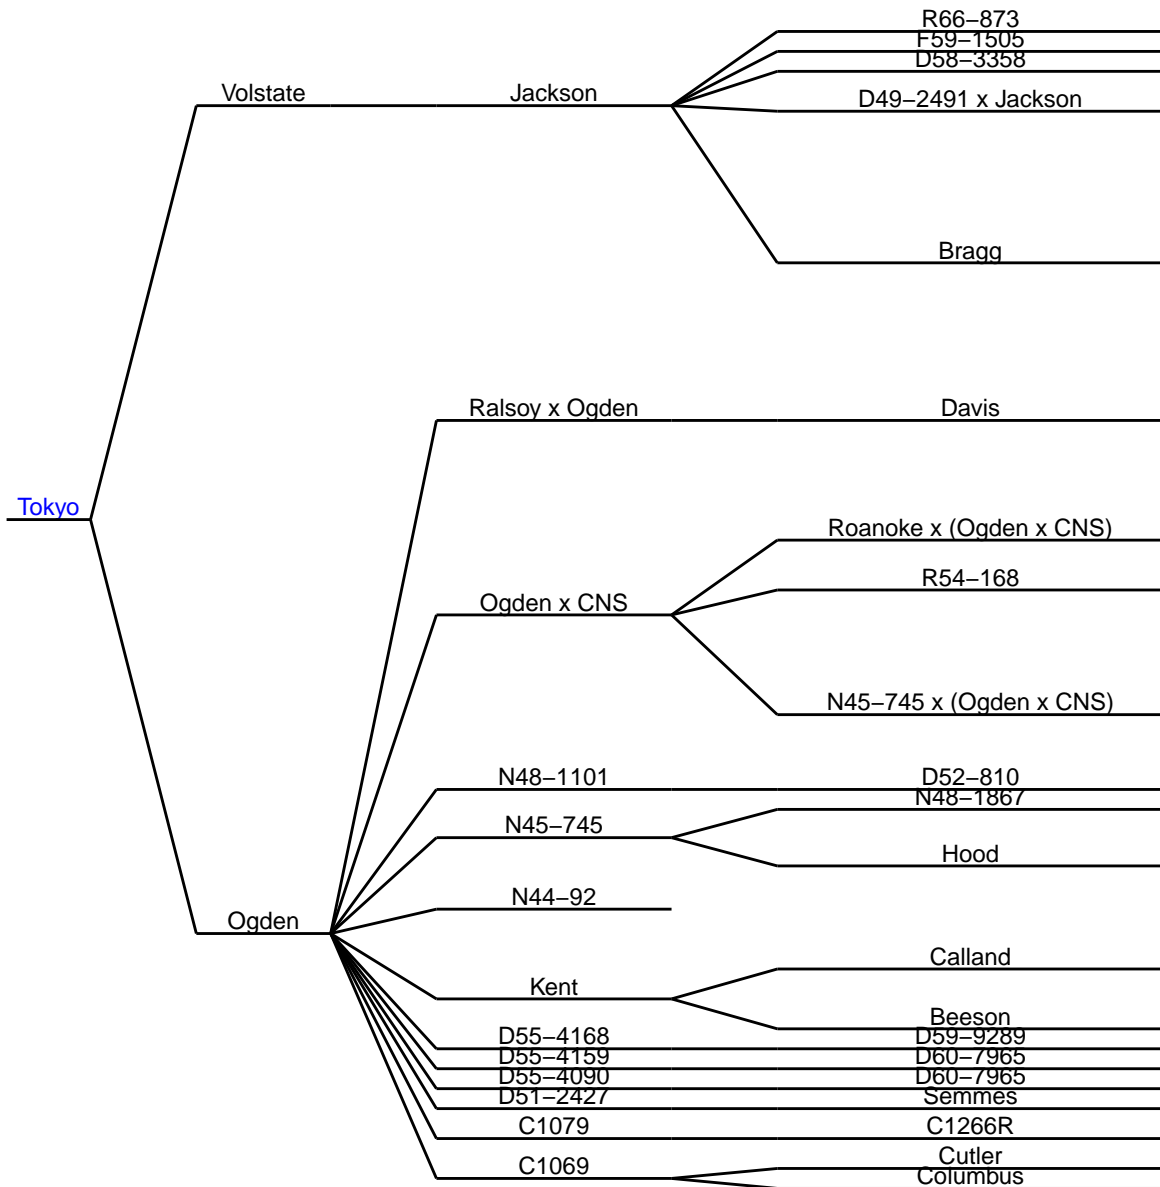 R66−873
F59−1505
D58−3358
Volstate
Jackson
D49−2491 x Jackson
Bragg
Ralsoy x Ogden
Davis
Tokyo
Roanoke x (Ogden x CNS)
R54−168
Ogden x CNS
N45−745 x (Ogden x CNS)
N48−1101
D52−810
N48−1867
N45−745
Hood
N44−92
Ogden
Calland
Kent
Beeson
D55−4168
D59−9289
D55−4159
D60−7965
D55−4090
D60−7965
D51−2427
Semmes
C1079
C1266R
Cutler
C1069
Columbus